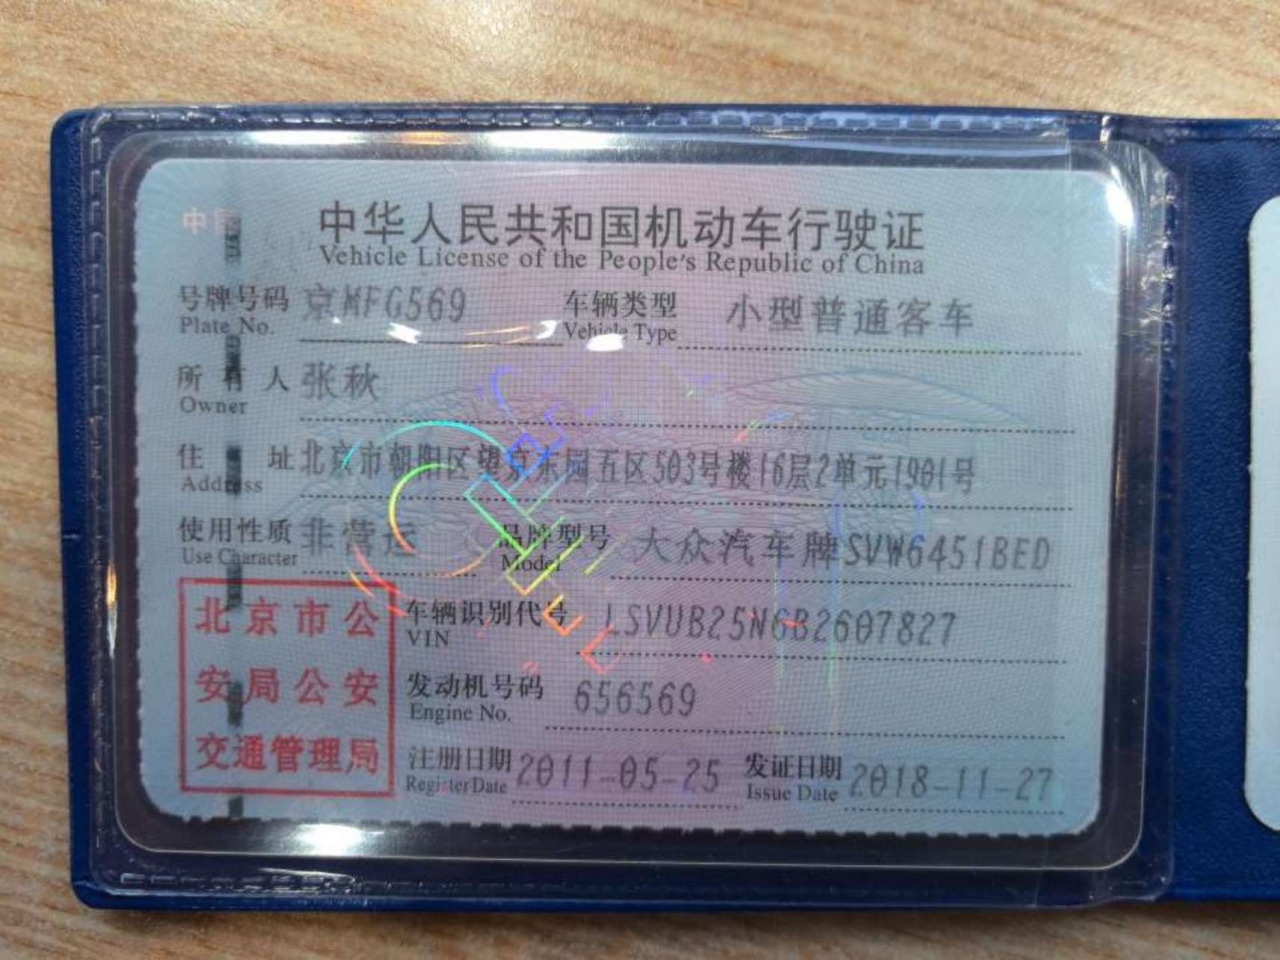 中国
中华人民共和国机动车行驶证
Vehicle License of the People's Republic of China
号牌号码 京MFG569 车辆类型 小型普通客车
Plate No. Vehicle Type
所有人 张秋
Owner
住址 北京市朝阳区望京东园五区503号楼16层2单元1901号
Address
使用性质 非营运 品牌型号 大众汽车牌SVW6451BED
Use Character Model
北京市公
安局公安
交通管理局
车辆识别代号 LSVUB25N6B2607827
VIN
发动机号码 656569
Engine No.
注册日期 2011-05-25 发证日期 2018-11-27
Register Date Issue Date